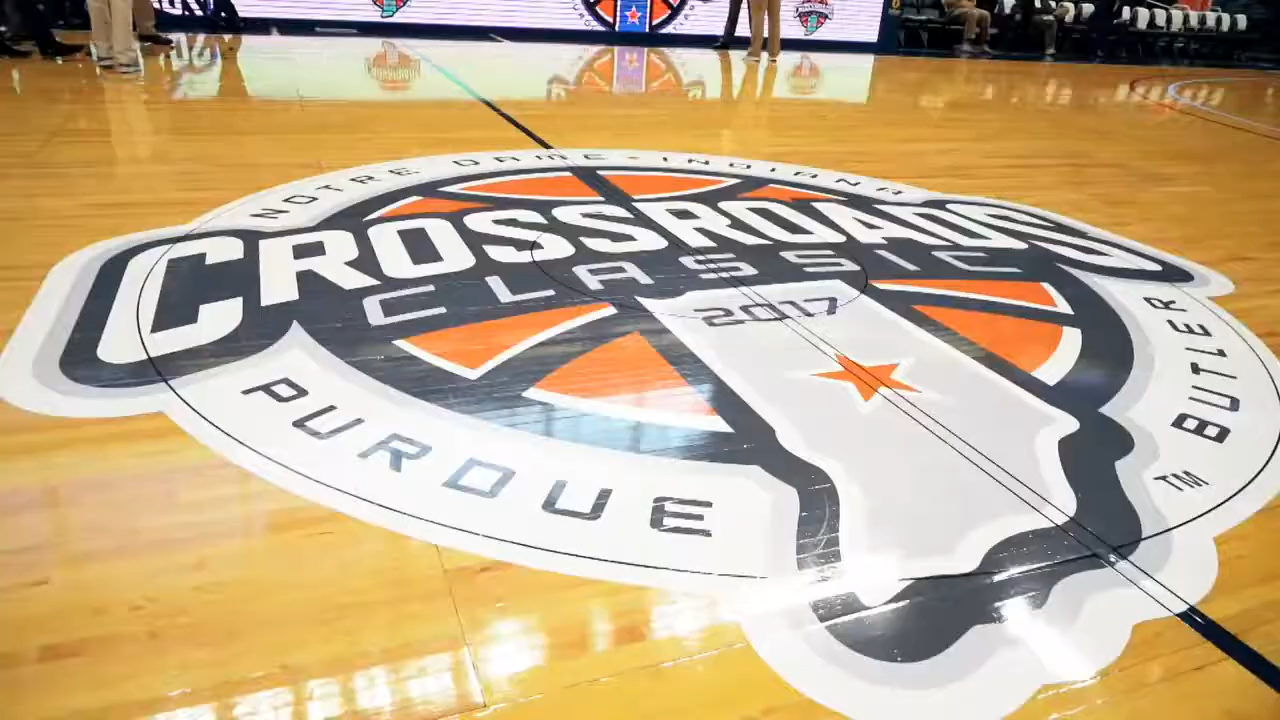 NOTRE DAME • INDIANA
CROSSROADS
CLASSIC
2017
PURDUE
BUTLER
TM